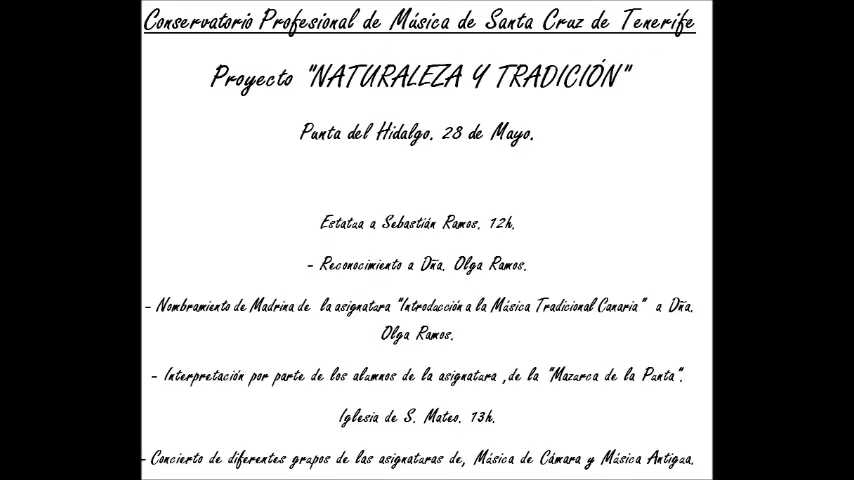 Conservatorio Profesional de Música de Santa Cruz de Tenerife
Proyecto "NATURALEZA Y TRADICIÓN"
Punta del Hidalgo. 28 de Mayo.
Estatua a Sebastián Ramos. 12h.
- Reconocimiento a Dña. Olga Ramos.
- Nombramiento de Madrina de la asignatura "Introducción a la Música Tradicional Canaria" a Dña.
Olga Ramos.
- Interpretación por parte de los alumnos de la asignatura ,de la "Mazurca de la Punta".
Iglesia de S. Mateo. 13h.
- Concierto de diferentes grupos de las asignaturas de, Música de Cámara y Música Antigua.